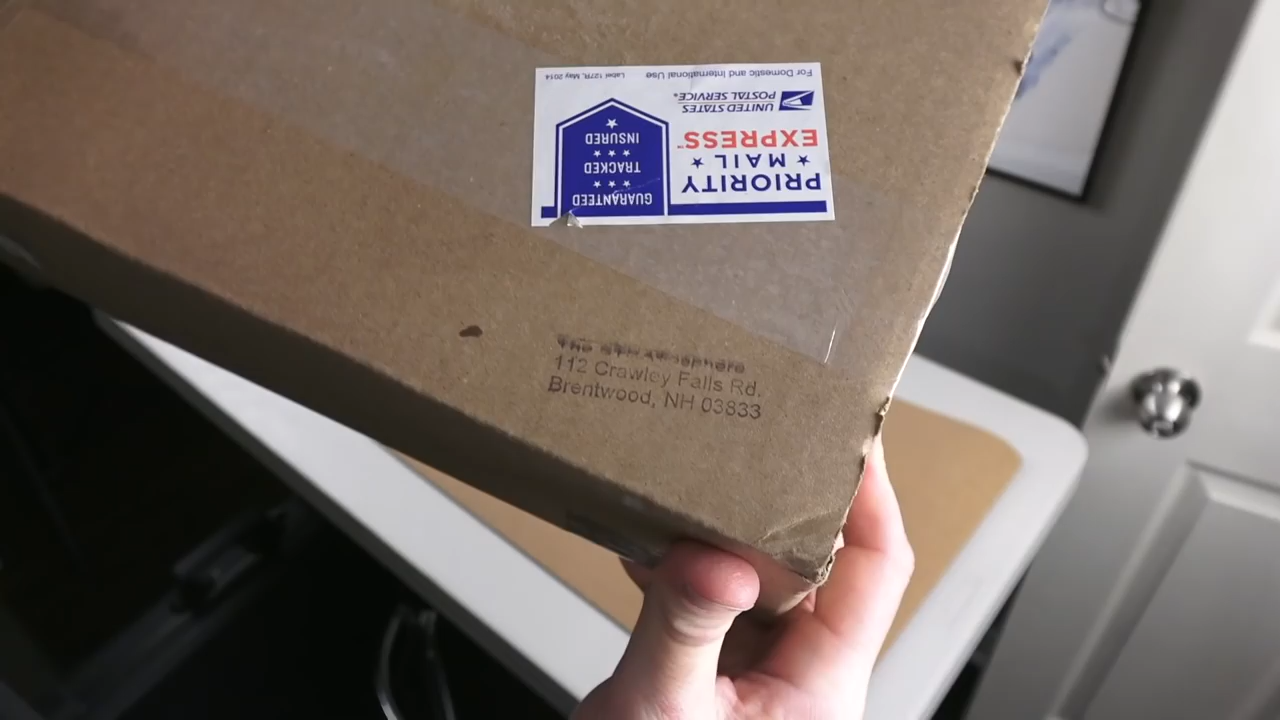 PRIORITY
★ MAIL ★
EXPRESS™
UNITED STATES
POSTAL SERVICE®
For Domestic and International Use
Label 127R, May 2014
GUARANTEED
★ ★ ★
TRACKED
★ ★ ★
INSURED
★
112 Crawley Falls Rd.
Brentwood, NH 03833